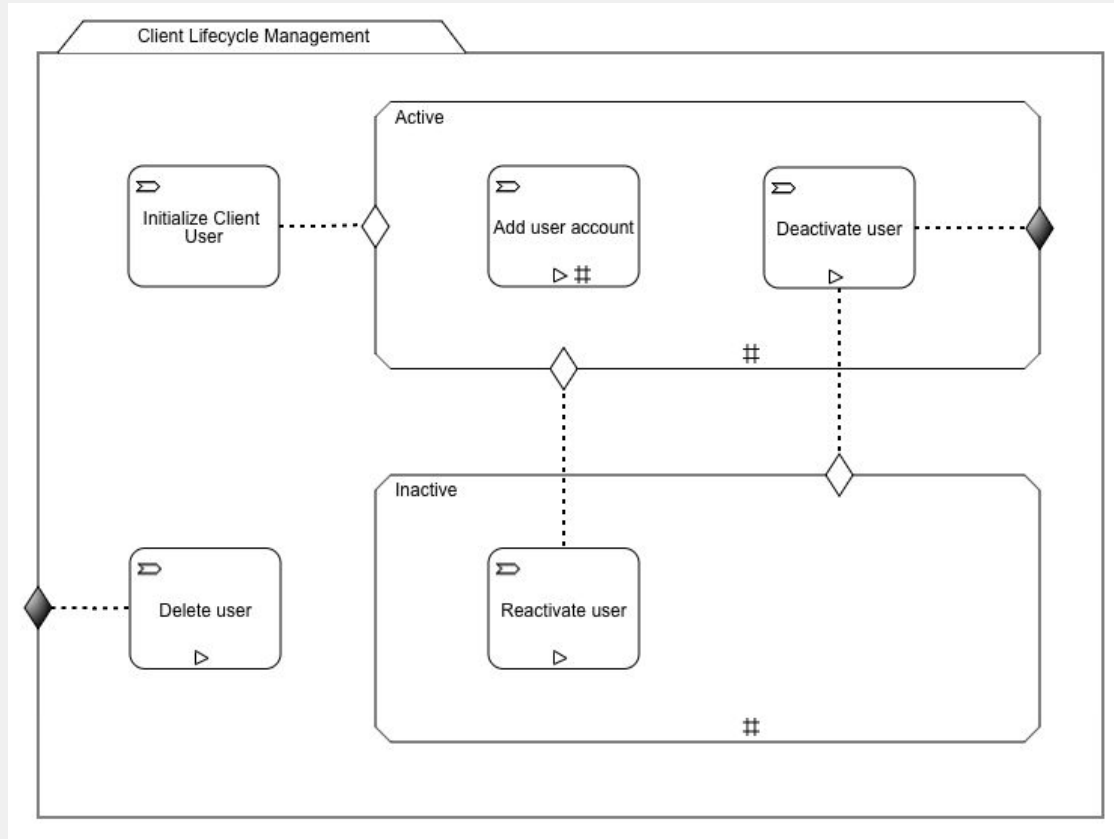 Client Lifecycle Management
Active
Initialize Client
User
Add user account
Deactivate user
Inactive
Delete user
Reactivate user